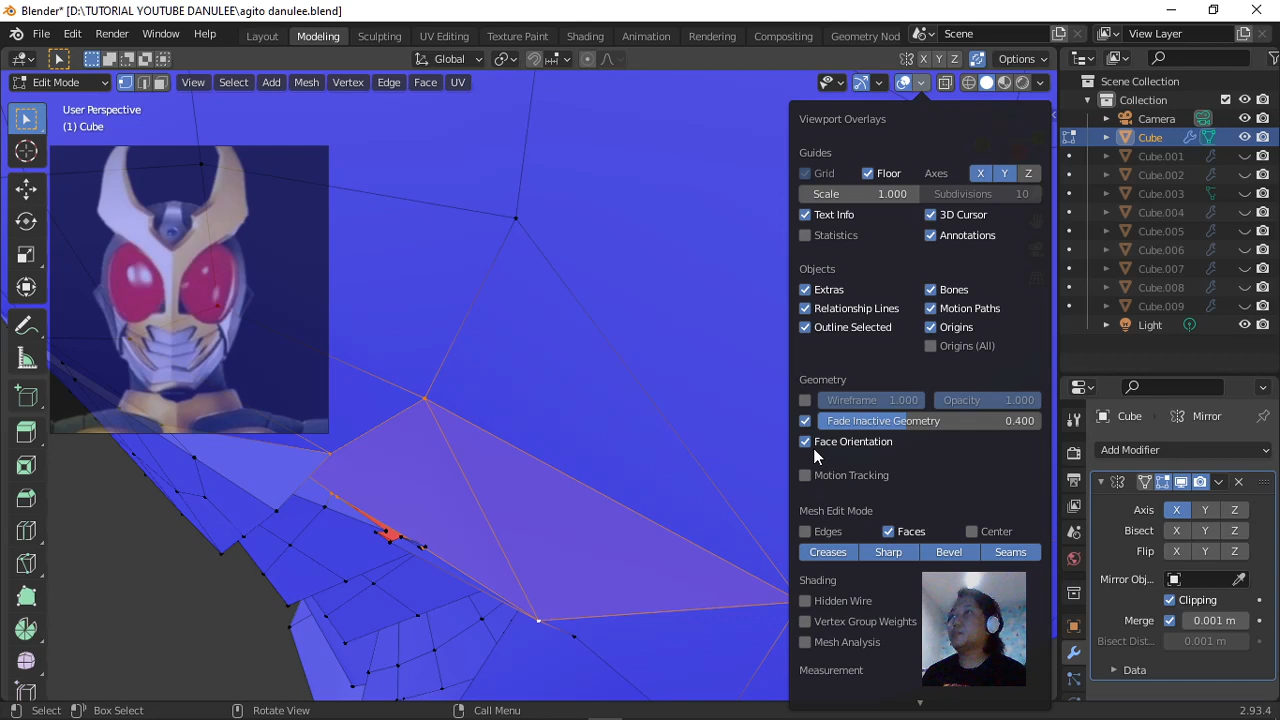 Blender* [D:\TUTORIAL YOUTUBE DANULEE\agito danulee.blend]
File Edit Render Window Help Layout Modeling Sculpting UV Editing Texture Paint Shading Animation Rendering Compositing Geometry Nod Scene View Layer
Global X Y Z Options
Edit Mode View Select Add Mesh Vertex Edge Face UV
User Perspective
(1) Cube
Viewport Overlays
Guides
Grid Floor Axes X Y Z
Scale 1.000 Subdivisions 10
Text Info 3D Cursor
Statistics Annotations
Objects
Extras Bones
Relationship Lines Motion Paths
Outline Selected Origins
Origins (All)
Geometry
Wireframe 1.000 Opacity 1.000
Fade Inactive Geometry 0.400
Face Orientation
Motion Tracking
Mesh Edit Mode
Edges Faces Center
Creases Sharp Bevel Seams
Shading
Hidden Wire
Vertex Group Weights
Mesh Analysis
Measurement
Scene Collection
Collection
Camera
Cube
Cube.001
Cube.002
Cube.003
Cube.004
Cube.005
Cube.006
Cube.007
Cube.008
Cube.009
Light
Cube Mirror
Add Modifier
Axis X Y Z
Bisect X Y Z
Flip X Y Z
Mirror Obj...
Clipping
Merge 0.001 m
Bisect Dist... 0.001 m
Data
Select Box Select Rotate View Call Menu 2.93.4